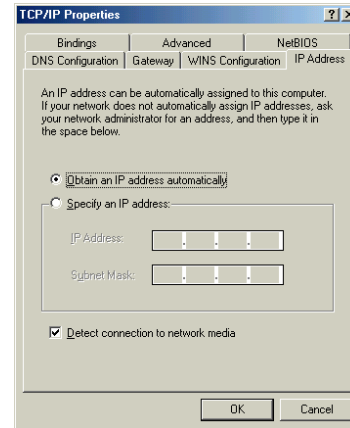 TCP/IP Properties
Bindings Advanced NetBIOS
DNS Configuration Gateway WINS Configuration IP Address
An IP address can be automatically assigned to this computer.
If your network does not automatically assign IP addresses, ask
your network administrator for an address, and then type it in
the space below.
Obtain an IP address automatically
Specify an IP address:
IP Address:
Subnet Mask:
Detect connection to network media
OK Cancel